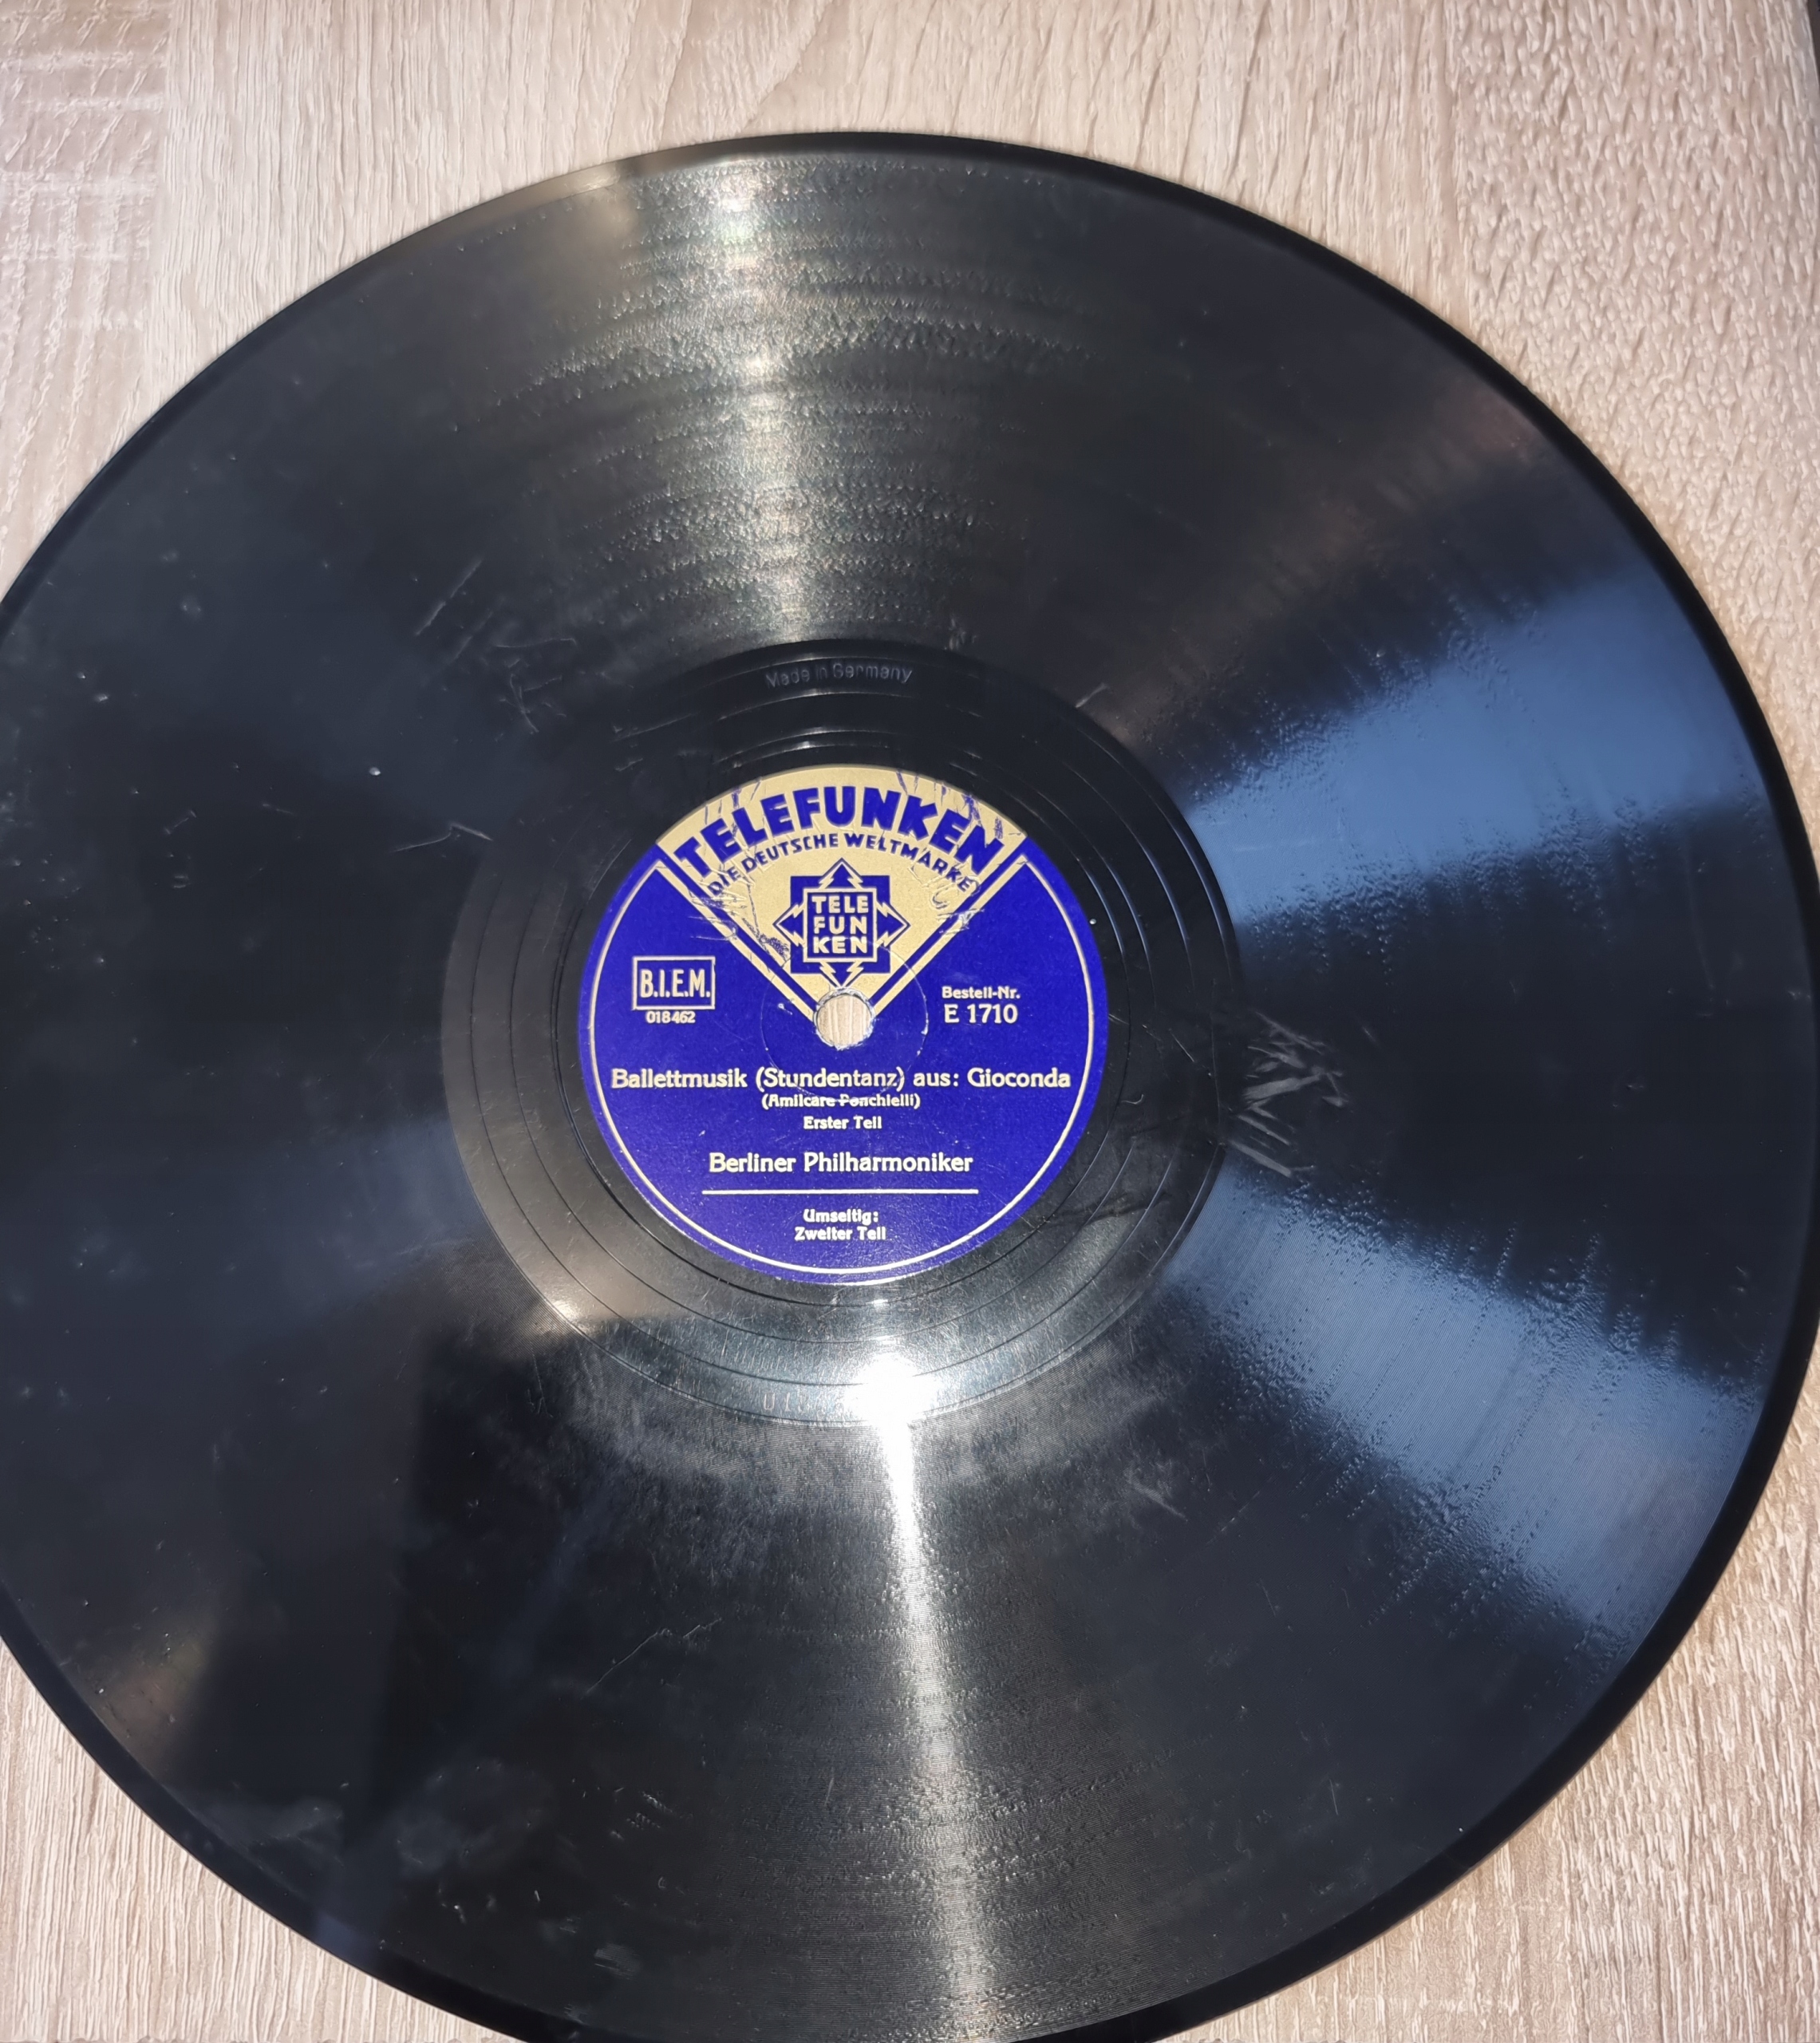 Made in Germany
TELEFUNKEN
DIE DEUTSCHE WELTMARKE
TELE
FUN
KEN
B.I.E.M.
018462
Bestell-Nr.
E 1710
Ballettmusik (Stundentanz) aus: Gioconda
(Amilcare Ponchielli)
Erster Teil
Berliner Philharmoniker
Umseitig:
Zweiter Teil